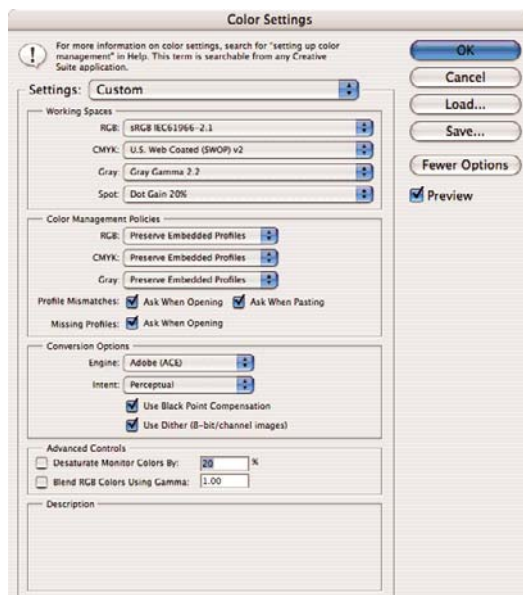 Color Settings
For more information on color settings, search for "setting up color
management" in Help. This term is searchable from any Creative
Suite application.
OK
Cancel
Load...
Save...
Fewer Options
Preview
Settings: Custom
Working Spaces
RGB: sRGB IEC61966-2.1
CMYK: U.S. Web Coated (SWOP) v2
Gray: Gray Gamma 2.2
Spot: Dot Gain 20%
Color Management Policies
RGB: Preserve Embedded Profiles
CMYK: Preserve Embedded Profiles
Gray: Preserve Embedded Profiles
Profile Mismatches: Ask When Opening Ask When Pasting
Missing Profiles: Ask When Opening
Conversion Options
Engine: Adobe (ACE)
Intent: Perceptual
Use Black Point Compensation
Use Dither (8-bit/channel images)
Advanced Controls
Desaturate Monitor Colors By: 20 %
Blend RGB Colors Using Gamma: 1.00
Description